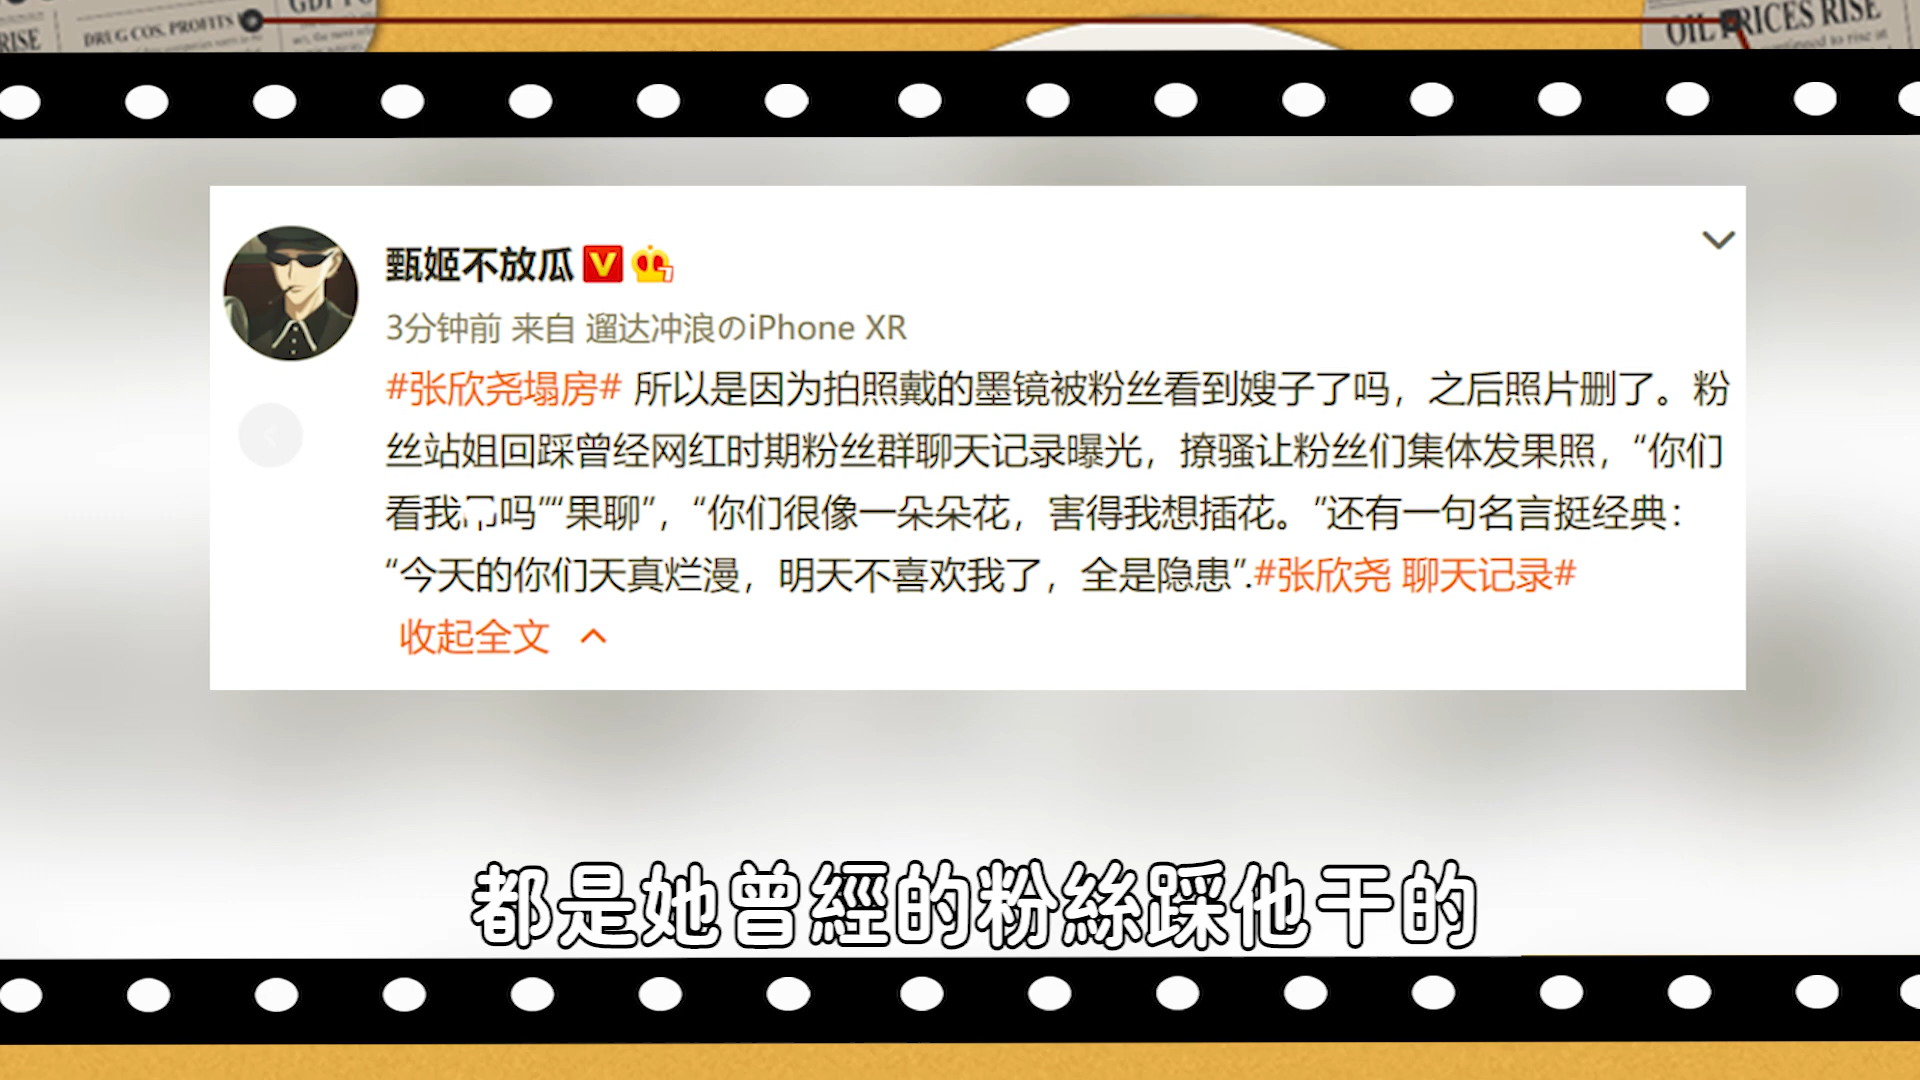 RISE
DRUG COS. PROFITS
OIL PRICES RISE
continued to rise at
甄姬不放瓜
3分钟前 来自 遛达冲浪のiPhone XR
#张欣尧塌房# 所以是因为拍照戴的墨镜被粉丝看到嫂子了吗，之后照片删了。粉
丝站姐回踩曾经网红时期粉丝群聊天记录曝光，撩骚让粉丝们集体发果照，“你们
看我 吗”“果聊”，“你们很像一朵朵花，害得我想插花。”还有一句名言挺经典：
“今天的你们天真烂漫，明天不喜欢我了，全是隐患”.#张欣尧 聊天记录#
收起全文
都是她曾經的粉絲踩他干的